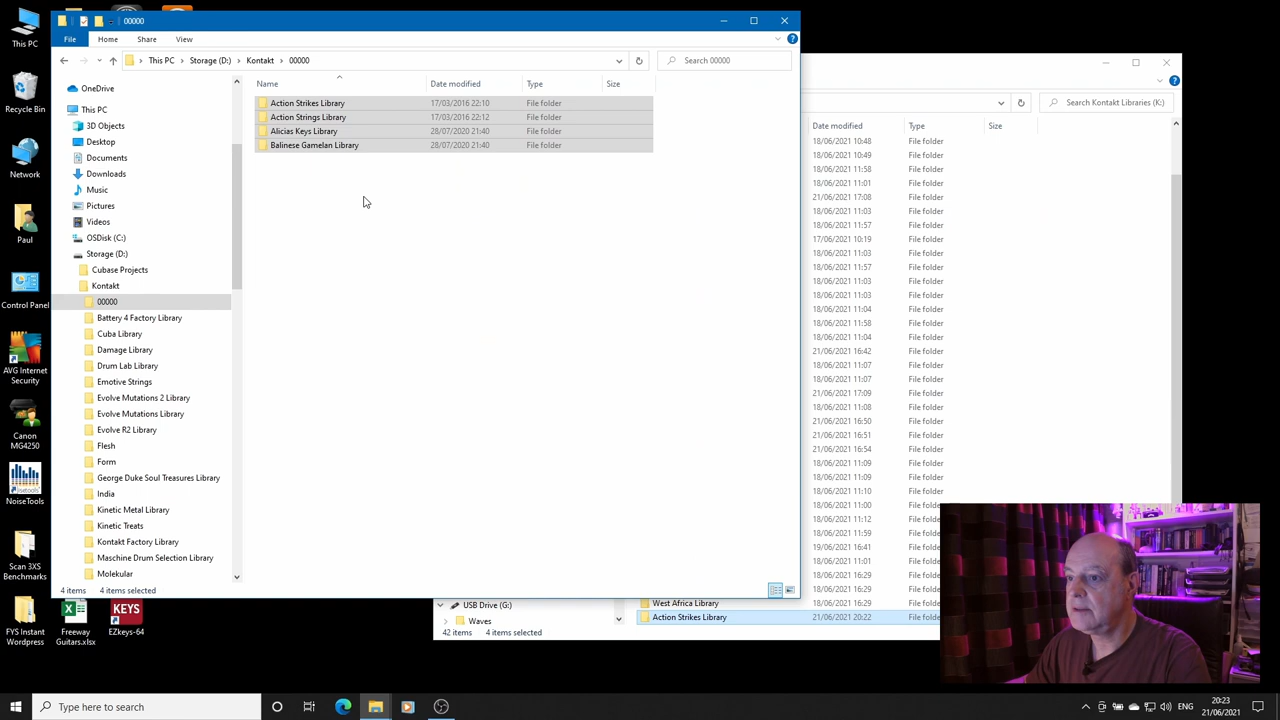 This PC
Recycle Bin
Network
Paul
Control Panel
AVG Internet
Security
Canon
MG4250
NoiseTools
Scan 3XS
Benchmarks
FYS Instant
Wordpress
Freeway
Guitars.xlsx
EZkeys-64
00000
File
Home
Share
View
This PC
Storage (D:)
Kontakt
00000
Search 00000
Name
Date modified
Type
Size
Action Strikes Library
17/03/2016 22:10
File folder
Action Strings Library
17/03/2016 22:12
File folder
Alicias Keys Library
28/07/2020 21:40
File folder
Balinese Gamelan Library
28/07/2020 21:40
File folder
OneDrive
This PC
3D Objects
Desktop
Documents
Downloads
Music
Pictures
Videos
OSDisk (C:)
Storage (D:)
Cubase Projects
Kontakt
00000
Battery 4 Factory Library
Cuba Library
Damage Library
Drum Lab Library
Emotive Strings
Evolve Mutations 2 Library
Evolve Mutations Library
Evolve R2 Library
Flesh
Form
George Duke Soul Treasures Library
India
Kinetic Metal Library
Kinetic Treats
Kontakt Factory Library
Maschine Drum Selection Library
Molekular
4 items
4 items selected
Search Kontakt Libraries (K:)
Date modified
Type
Size
18/06/2021 10:48 File folder
18/06/2021 10:49 File folder
18/06/2021 11:58 File folder
18/06/2021 11:01 File folder
21/06/2021 17:08 File folder
18/06/2021 11:03 File folder
18/06/2021 11:57 File folder
17/06/2021 10:19 File folder
18/06/2021 11:03 File folder
18/06/2021 11:57 File folder
18/06/2021 11:03 File folder
18/06/2021 11:03 File folder
18/06/2021 11:04 File folder
18/06/2021 11:58 File folder
18/06/2021 11:04 File folder
21/06/2021 16:42 File folder
18/06/2021 11:07 File folder
18/06/2021 11:07 File folder
21/06/2021 17:09 File folder
18/06/2021 11:08 File folder
21/06/2021 16:50 File folder
21/06/2021 16:51 File folder
21/06/2021 16:54 File folder
18/06/2021 11:09 File folder
18/06/2021 11:09 File folder
18/06/2021 11:10 File folder
18/06/2021 11:00 File folde
18/06/2021 11:12 File folde
18/06/2021 11:59 File folde
19/06/2021 16:41 File folde
18/06/2021 11:01 File folde
18/06/2021 16:29 File folde
18/06/2021 16:29 File folde
West Africa Library 18/06/2021 16:29 File folde
Action Strikes Library 21/06/2021 20:22 File folde
USB Drive (G:)
Waves
42 items
4 items selected
Type here to search
ENG
20:23
21/06/2021